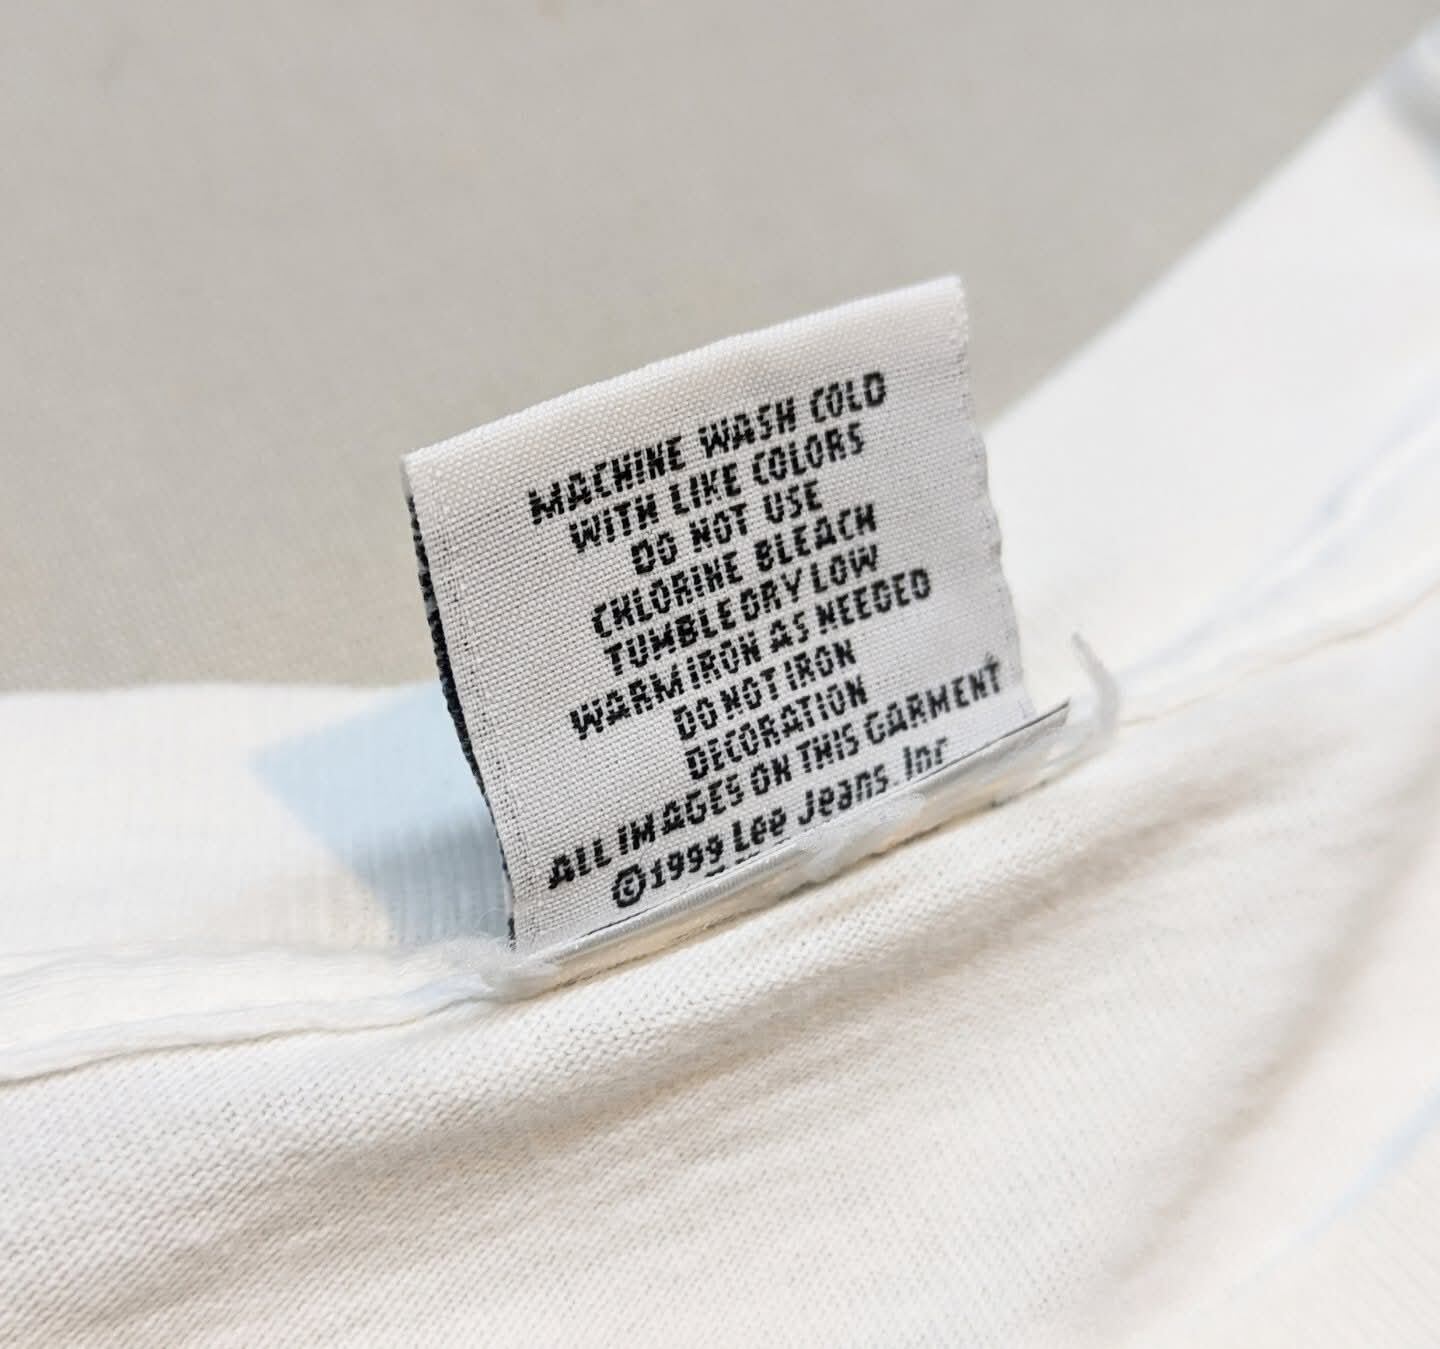 MACHINE WASH COLD
WITH LIKE COLORS
DO NOT USE
CHLORINE BLEACH
TUMBLE DRY LOW
WARM IRON AS NEEDED
DO NOT IRON
DECORATION
ALL IMAGES ON THIS GARMENT
©1999 Lee Jeans, Inc